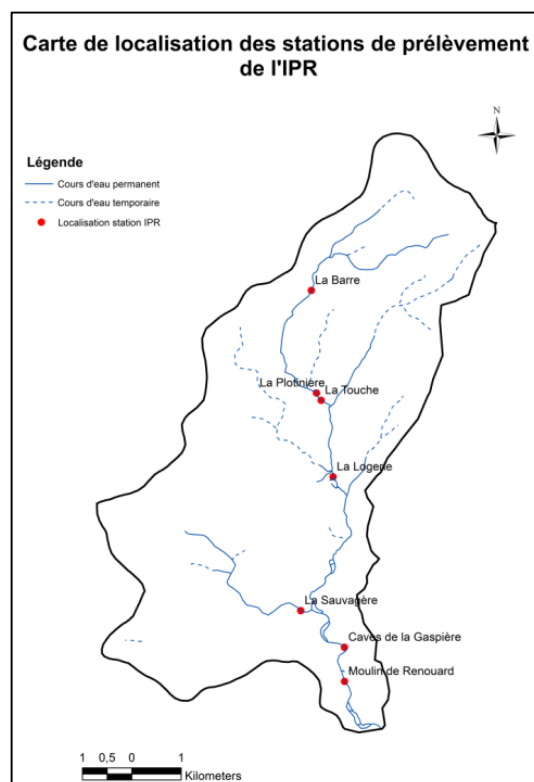 Carte de localisation des stations de prélèvement
de l'IPR
N
Légende
Cours d'eau permanent
Cours d'eau temporaire
Localisation station IPR
La Barre
La Plotinière
La Touche
La Logerie
La Sauvagère
Caves de la Gaspière
Moulin de Renouard
1 0,5 0 1
Kilometers